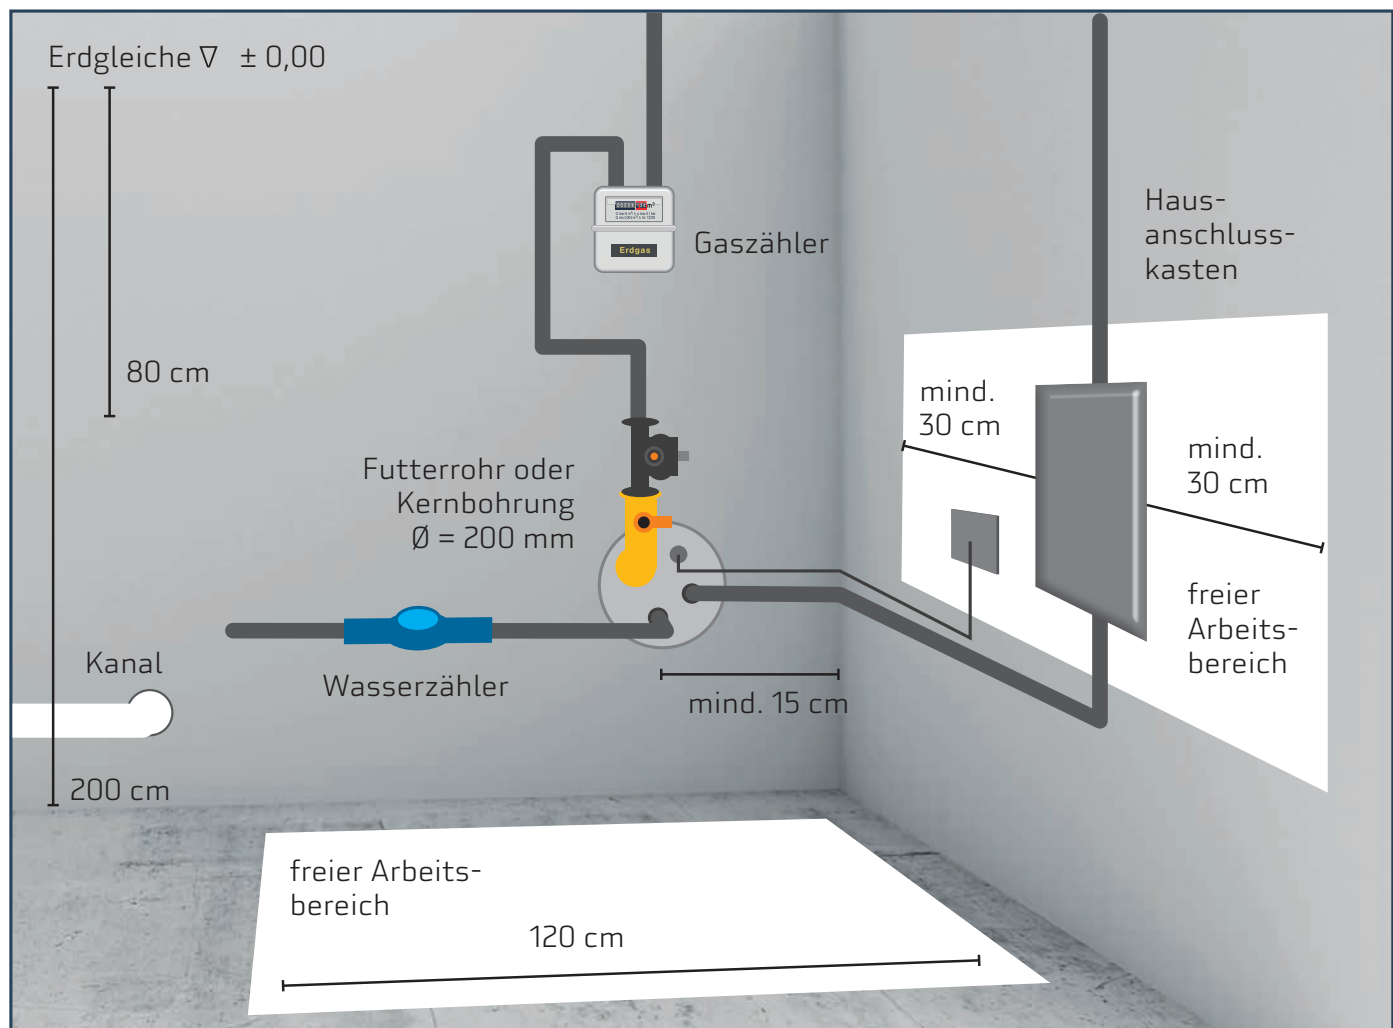 Erdgleiche ∇ ± 0,00
80 cm
200 cm
Kanal
Erdgas
Gaszähler
Futterrohr oder
Kernbohrung
Ø = 200 mm
Wasserzähler
mind. 15 cm
Haus-
anschluss-
kasten
mind.
30 cm
mind.
30 cm
freier
Arbeits-
bereich
freier Arbeits-
bereich
120 cm